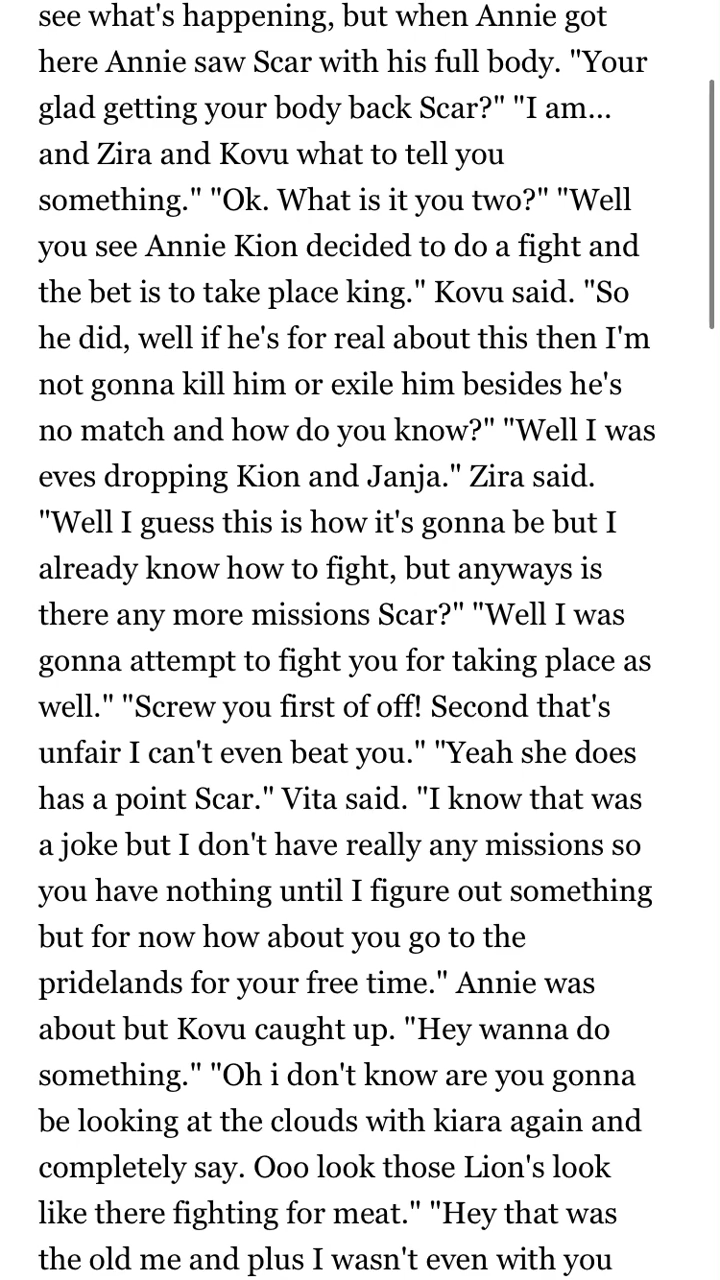 see what's happening, but when Annie got
here Annie saw Scar with his full body. "Your
glad getting your body back Scar?" "I am...
and Zira and Kovu what to tell you
something." "Ok. What is it you two?" "Well
you see Annie Kion decided to do a fight and
the bet is to take place king." Kovu said. "So
he did, well if he's for real about this then I'm
not gonna kill him or exile him besides he's
no match and how do you know?" "Well I was
eves dropping Kion and Janja." Zira said.
"Well I guess this is how it's gonna be but I
already know how to fight, but anyways is
there any more missions Scar?" "Well I was
gonna attempt to fight you for taking place as
well." "Screw you first of off! Second that's
unfair I can't even beat you." "Yeah she does
has a point Scar." Vita said. "I know that was
a joke but I don't have really any missions so
you have nothing until I figure out something
but for now how about you go to the
pridelands for your free time." Annie was
about but Kovu caught up. "Hey wanna do
something." "Oh i don't know are you gonna
be looking at the clouds with kiara again and
completely say. Ooo look those Lion's look
like there fighting for meat." "Hey that was
the old me and plus I wasn't even with you